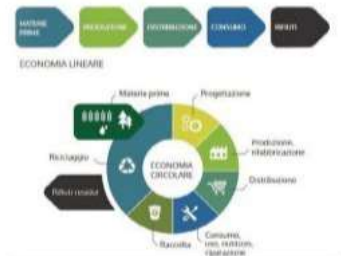 MATERIE
PRIME
PRODUZIONE
DISTRIBUZIONE
CONSUMO
RIFIUTI
ECONOMIA LINEARE
Materie prime
Progettazione
Produzione,
rifabbricazione
Distribuzione
Consumo,
uso, riutilizzo,
riparazione
Raccolta
Rifiuti residui
Riciclaggio
ECONOMIA
CIRCOLARE